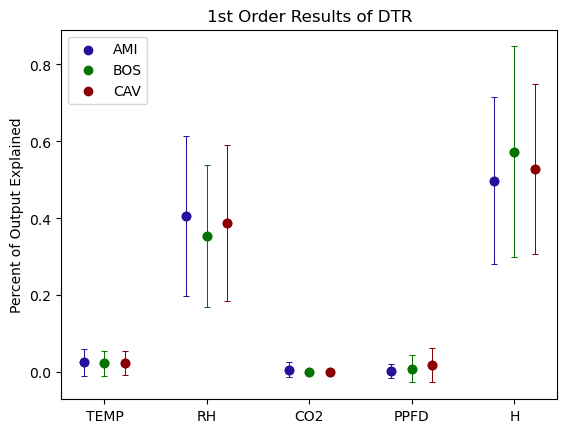 1st Order Results of DTR
AMI
BOS
CAV
Percent of Output Explained
0.8
0.6
0.4
0.2
0.0
TEMP RH CO2 PPFD H